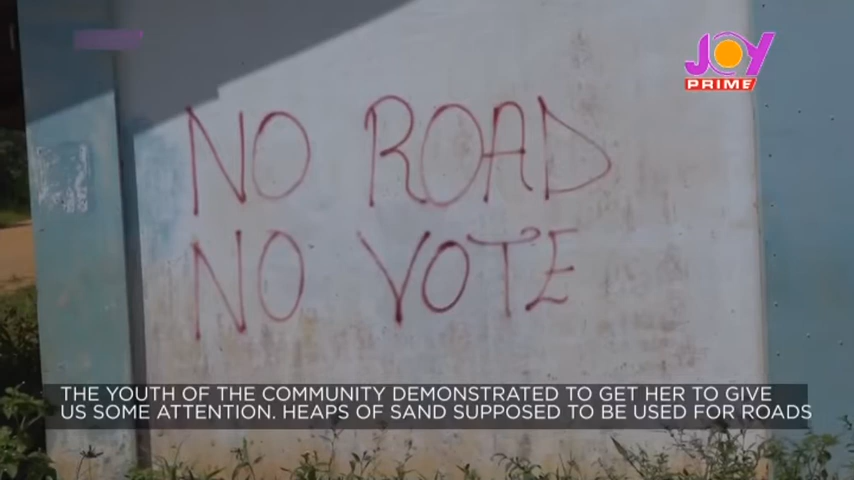 JOY
PRIME
NO ROAD
NO VOTE
THE YOUTH OF THE COMMUNITY DEMONSTRATED TO GET HER TO GIVE
US SOME ATTENTION. HEAPS OF SAND SUPPOSED TO BE USED FOR ROADS